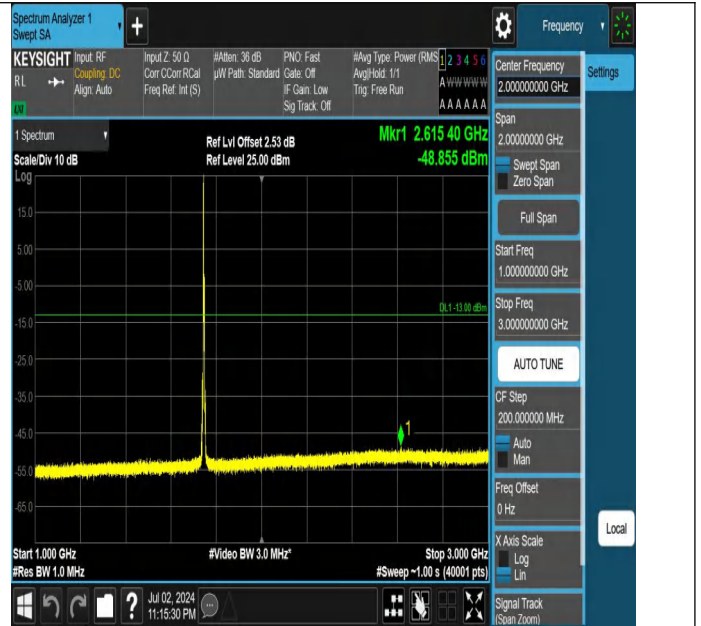 Spectrum Analyzer 1
Swept SA
+
Frequency
KEYSIGHT
RL
Input: RF
Coupling: DC
Align: Auto
Input Z: 50 Ω
Corr CCorr RCal
Freq Ref: Int (S)
#Atten: 36 dB
µW Path: Standard
PNO: Fast
Gate: Off
IF Gain: Low
Sig Track: Off
#Avg Type: Power (RMS
Avg|Hold: 1/1
Trig: Free Run
1 2 3 4 5 6
A W W W W W
A A A A A A
1 Spectrum
Scale/Div 10 dB
Log
Ref Lvl Offset 2.53 dB
Ref Level 25.00 dBm
Mkr1 2.615 40 GHz
-48.855 dBm
15.0
5.00
-5.00
-15.0
-25.0
-35.0
-45.0
-55.0
-65.0
DL1 -13.00 dBm
1
Start 1.000 GHz
#Res BW 1.0 MHz
#Video BW 3.0 MHz*
Stop 3.000 GHz
#Sweep ~1.00 s (40001 pts)
Center Frequency
2.000000000 GHz
Settings
Span
2.00000000 GHz
Swept Span
Zero Span
Full Span
Start Freq
1.000000000 GHz
Stop Freq
3.000000000 GHz
AUTO TUNE
CF Step
200.000000 MHz
Auto
Man
Freq Offset
0 Hz
X Axis Scale
Log
Lin
Signal Track
(Span Zoom)
Local
?
Jul 02, 2024
11:15:30 PM